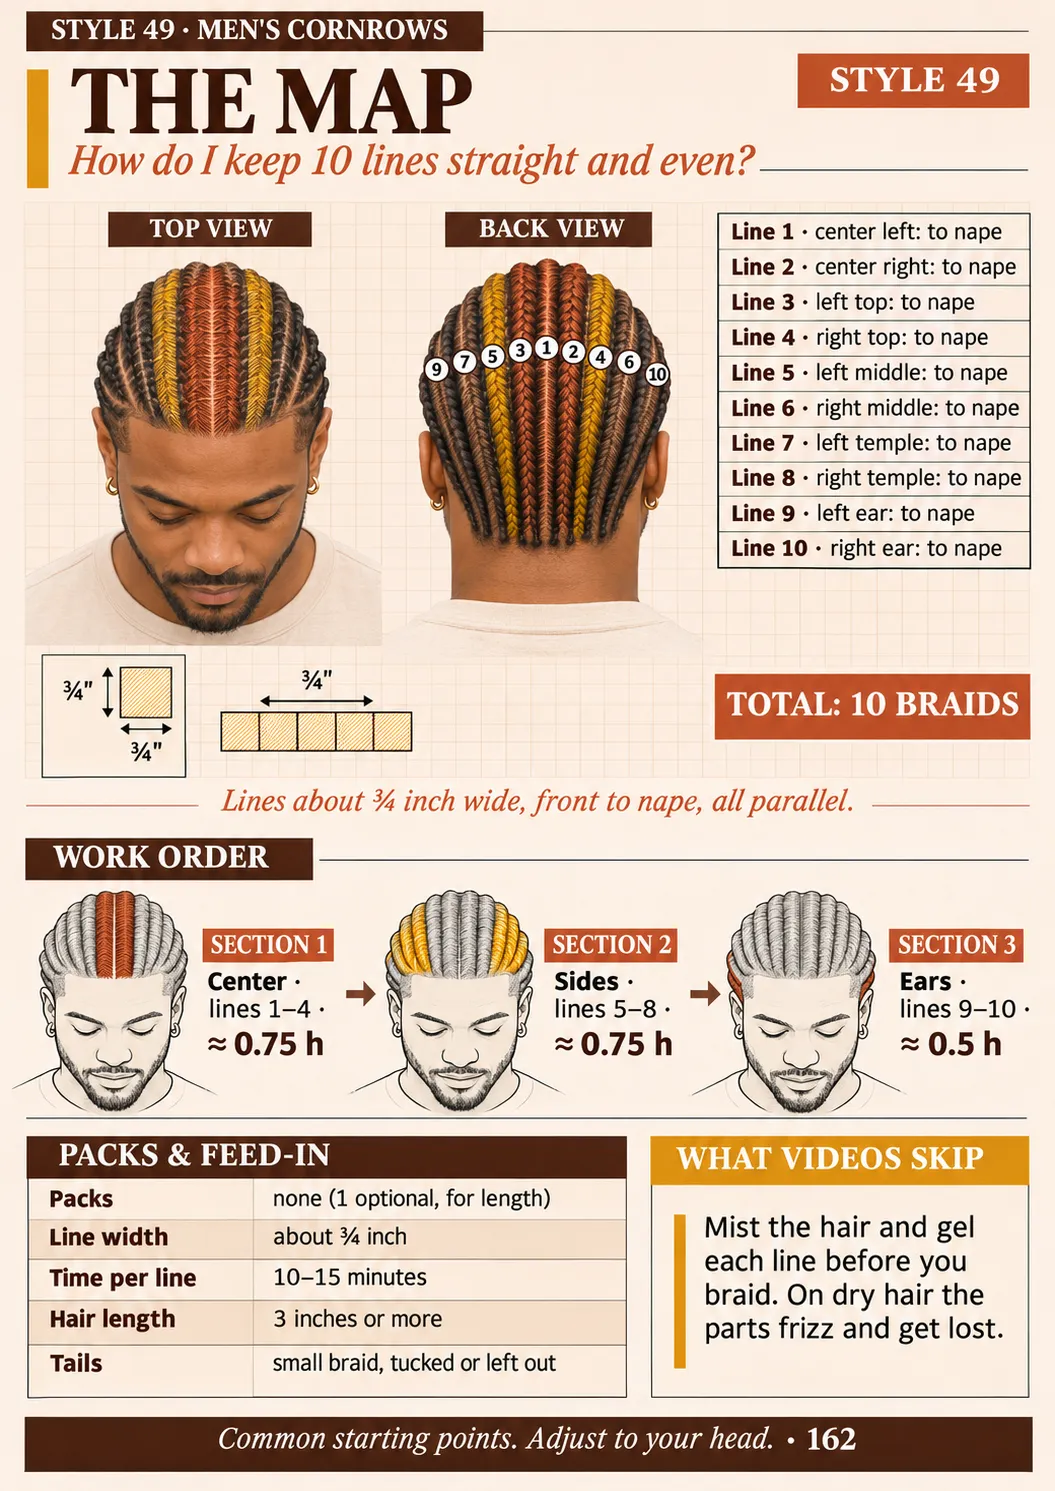 STYLE 49 · MEN'S CORNROWS
THE MAP
STYLE 49
How do I keep 10 lines straight and even?
TOP VIEW
BACK VIEW
9 7 5 3 1 2 4 6 10
Line 1 · center left: to nape
Line 2 · center right: to nape
Line 3 · left top: to nape
Line 4 · right top: to nape
Line 5 · left middle: to nape
Line 6 · right middle: to nape
Line 7 · left temple: to nape
Line 8 · right temple: to nape
Line 9 · left ear: to nape
Line 10 · right ear: to nape
¾"
¾"
¾"
TOTAL: 10 BRAIDS
Lines about ¾ inch wide, front to nape, all parallel.
WORK ORDER
SECTION 1
Center ·
lines 1–4 ·
≈ 0.75 h
SECTION 2
Sides ·
lines 5–8 ·
≈ 0.75 h
SECTION 3
Ears ·
lines 9–10 ·
≈ 0.5 h
PACKS & FEED-IN
Packs none (1 optional, for length)
Line width about ¾ inch
Time per line 10–15 minutes
Hair length 3 inches or more
Tails small braid, tucked or left out
WHAT VIDEOS SKIP
Mist the hair and gel
each line before you
braid. On dry hair the
parts frizz and get lost.
Common starting points. Adjust to your head. · 162